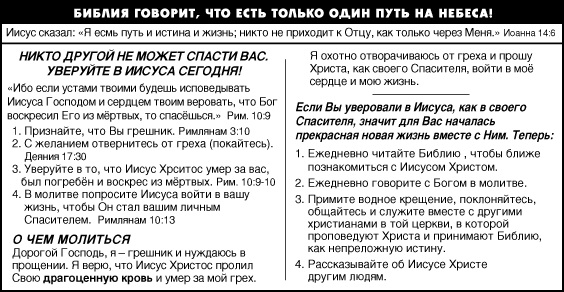 БИБЛИЯ ГОВОРИТ, ЧТО ЕСТЬ ТОЛЬКО ОДИН ПУТЬ НА НЕБЕСА!
Иисус сказал: «Я есмь путь и истина и жизнь; никто не приходит к Отцу, как только через Меня.» Иоанна 14:6
НИКТО ДРУГОЙ НЕ МОЖЕТ СПАСТИ ВАС.
УВЕРУЙТЕ В ИИСУСА СЕГОДНЯ!
«Ибо если устами твоими будешь исповедывать
Иисуса Господом и сердцем твоим веровать, что Бог
воскресил Его из мёртвых, то спасёшься.» Рим. 10:9
1. Признайте, что Вы грешник. Римлянам 3:10
2. С желанием отвернитесь от греха (покайтесь).
Деяния 17:30
3. Уверуйте в то, что Иисус Хрситос умер за вас,
был погребён и воскрес из мёртвых. Рим. 10:9-10
4. В молитве попросите Иисуса войти в вашу
жизнь, чтобы Он стал вашим личным
Спасителем. Римлянам 10:13
О ЧЕМ МОЛИТЬСЯ
Дорогой Господь, я – грешник и нуждаюсь в
прощении. Я верю, что Иисус Христос пролил
Свою драгоценную кровь и умер за мой грех.
Я охотно отворачиваюсь от греха и прошу
Христа, как своего Спасителя, войти в моё
сердце и мою жизнь.
Если Вы уверовали в Иисуса, как в своего
Спасителя, значит для Вас началась
прекрасная новая жизнь вместе с Ним. Теперь:
1. Ежедневно читайте Библию , чтобы ближе
познакомиться с Иисусом Христом.
2. Ежедневно говорите с Богом в молитве.
3. Примите водное крещение, поклоняйтесь,
общайтесь и служите вместе с другими
христианами в той церкви, в которой
проповедуют Христа и принимают Библию,
как непреложную истину.
4. Рассказывайте об Иисусе Христе
другим людям.